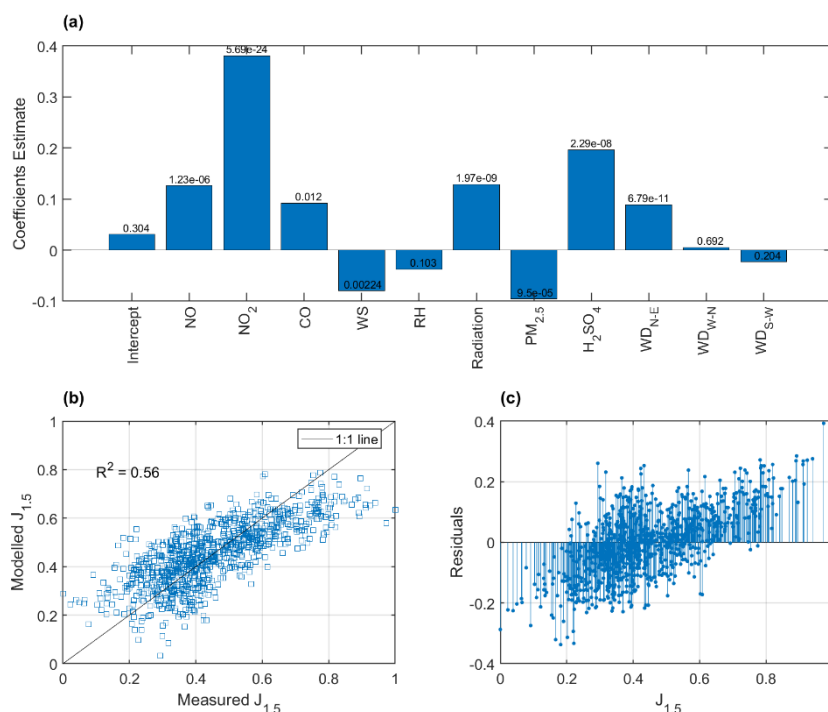 (a)
Coefficients Estimate
0.4
0.3
0.2
0.1
0
-0.1
0.304
1.23e-06
5.69e-24
0.012
0.00224
0.103
1.97e-09
9.5e-05
2.29e-08
6.79e-11
0.692
0.204
Intercept
NO
NO2
CO
WS
RH
Radiation
PM2.5
H2SO4
WDN-E
WDW-N
WDS-W
(b)
Modelled J1.5
1
0.8
0.6
0.4
0.2
0
R2 = 0.56
1:1 line
0 0.2 0.4 0.6 0.8 1
Measured J1.5
(c)
Residuals
0.4
0.2
0
-0.2
-0.4
0 0.2 0.4 0.6 0.8
J1.5